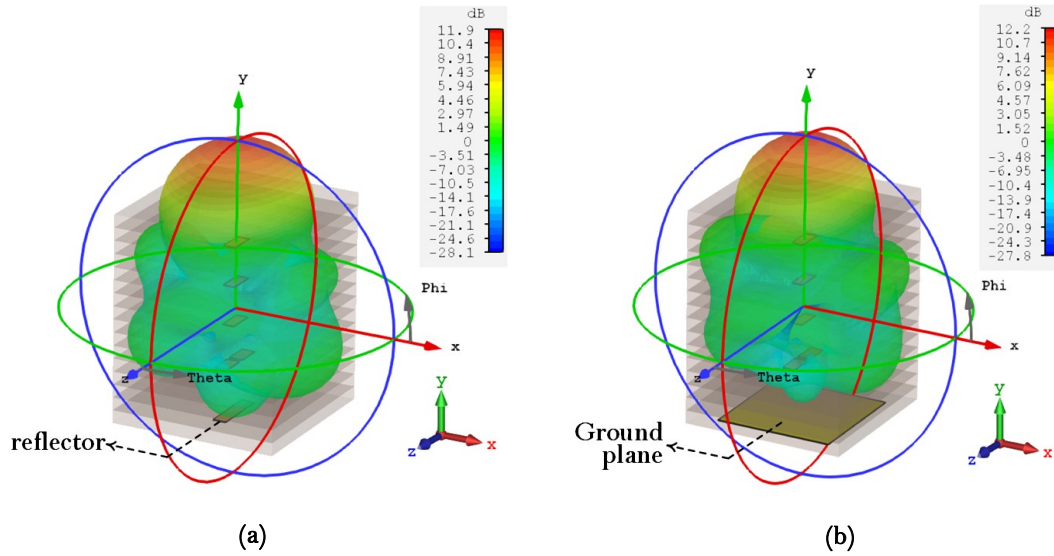 dB
11.9
10.4
8.91
7.43
5.94
4.46
2.97
1.49
0
-3.51
-7.03
-10.5
-14.1
-17.6
-21.1
-24.6
-28.1
y
Phi
x
z
Theta
reflector
y
z
x
(a)
dB
12.2
10.7
9.14
7.62
6.09
4.57
3.05
1.52
0
-3.48
-6.95
-10.4
-13.9
-17.4
-20.9
-24.3
-27.8
y
Phi
x
z
Theta
Ground
plane
y
z
x
(b)